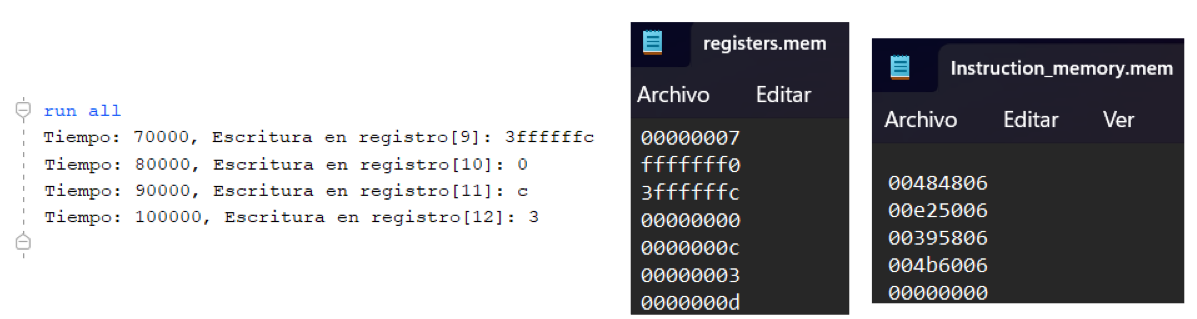 run all
Tiempo: 70000, Escritura en registro[9]: 3ffffffc
Tiempo: 80000, Escritura en registro[10]: 0
Tiempo: 90000, Escritura en registro[11]: c
Tiempo: 100000, Escritura en registro[12]: 3
registers.mem
Archivo Editar
00000007
fffffff0
3ffffffc
00000000
0000000c
00000003
0000000d
Instruction_memory.mem
Archivo Editar Ver
00484806
00e25006
00395806
004b6006
00000000